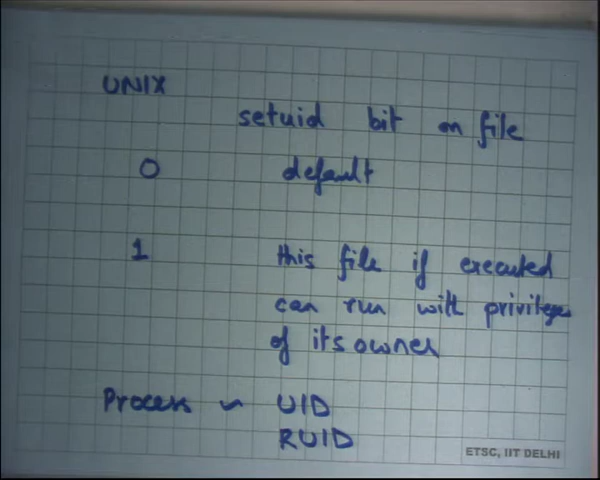 UNIX
setuid bit on file
0 default
1 this file if executed
can run with privileges
of its owner
Process ~ UID
RUID
ETSC, IIT DELHI